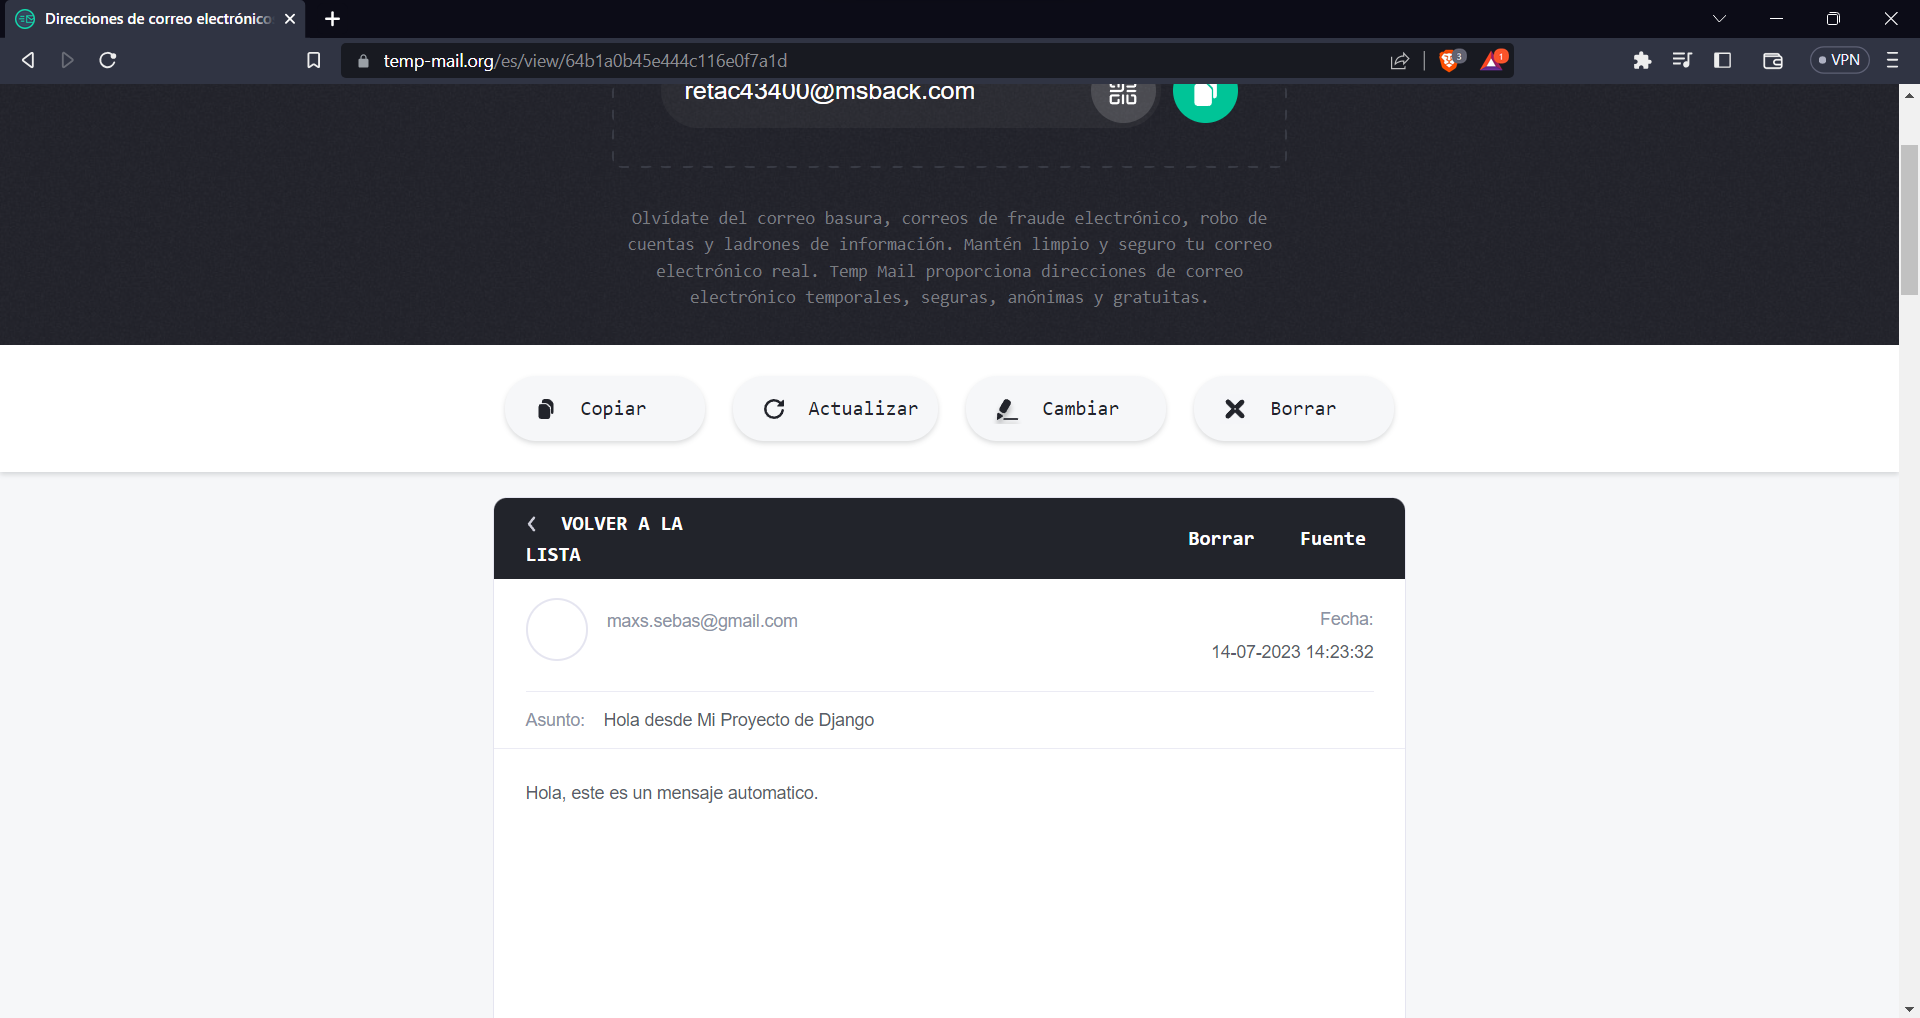 Direcciones de correo electrónico
temp-mail.org/es/view/64b1a0b45e444c116e0f7a1d
3
1
VPN
retac43400@msback.com
Olvídate del correo basura, correos de fraude electrónico, robo de
cuentas y ladrones de información. Mantén limpio y seguro tu correo
electrónico real. Temp Mail proporciona direcciones de correo
electrónico temporales, seguras, anónimas y gratuitas.
Copiar
Actualizar
Cambiar
Borrar
VOLVER A LA
LISTA
Borrar
Fuente
maxs.sebas@gmail.com
Fecha:
14-07-2023 14:23:32
Asunto: Hola desde Mi Proyecto de Django
Hola, este es un mensaje automatico.